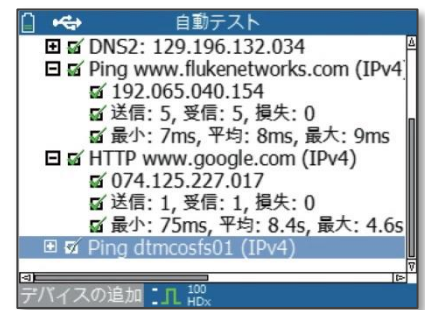 自動テスト
DNS2: 129.196.132.034
Ping www.flukenetworks.com (IPv4)
192.065.040.154
送信: 5, 受信: 5, 損失: 0
最小: 7ms, 平均: 8ms, 最大: 9ms
HTTP www.google.com (IPv4)
074.125.227.017
送信: 1, 受信: 1, 損失: 0
最小: 75ms, 平均: 8.4s, 最大: 4.6s
Ping dtmcosfs01 (IPv4)
デバイスの追加
100
HDx